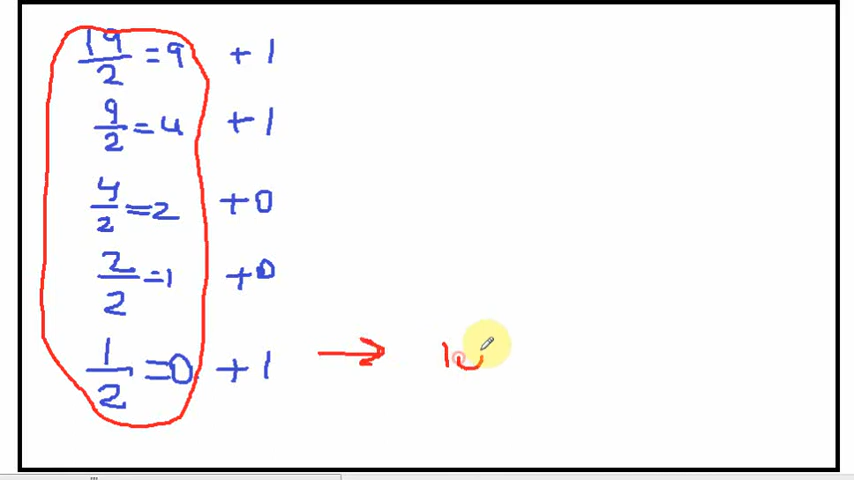 19/2 = 9 + 1
9/2 = 4 + 1
4/2 = 2 + 0
2/2 = 1 + 0
1/2 = 0 + 1 → 1